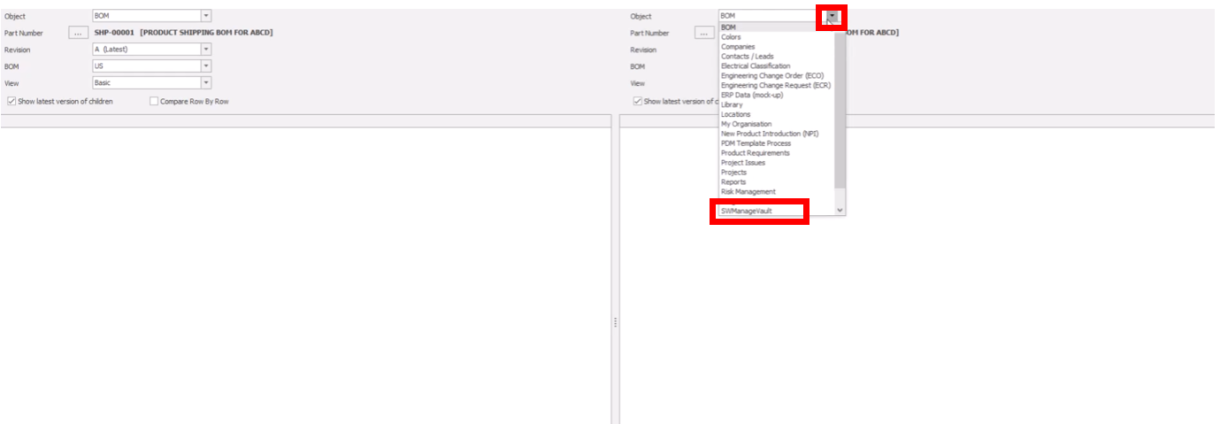 Object BOM
Part Number ... SHP-00001 [PRODUCT SHIPPING BOM FOR ABCD]
Revision A (Latest)
BOM US
View Basic
Show latest version of children Compare Row By Row
Object BOM
Part Number ... OM FOR ABCD]
Revision
BOM
View
Show latest version of c
BOM
Colors
Companies
Contacts / Leads
Electrical Classification
Engineering Change Order (ECO)
Engineering Change Request (ECR)
ERP Data (mock-up)
Library
Locations
My Organisation
New Product Introduction (NPI)
PDM Template Process
Product Requirements
Project Issues
Projects
Reports
Risk Management
SWManageVault